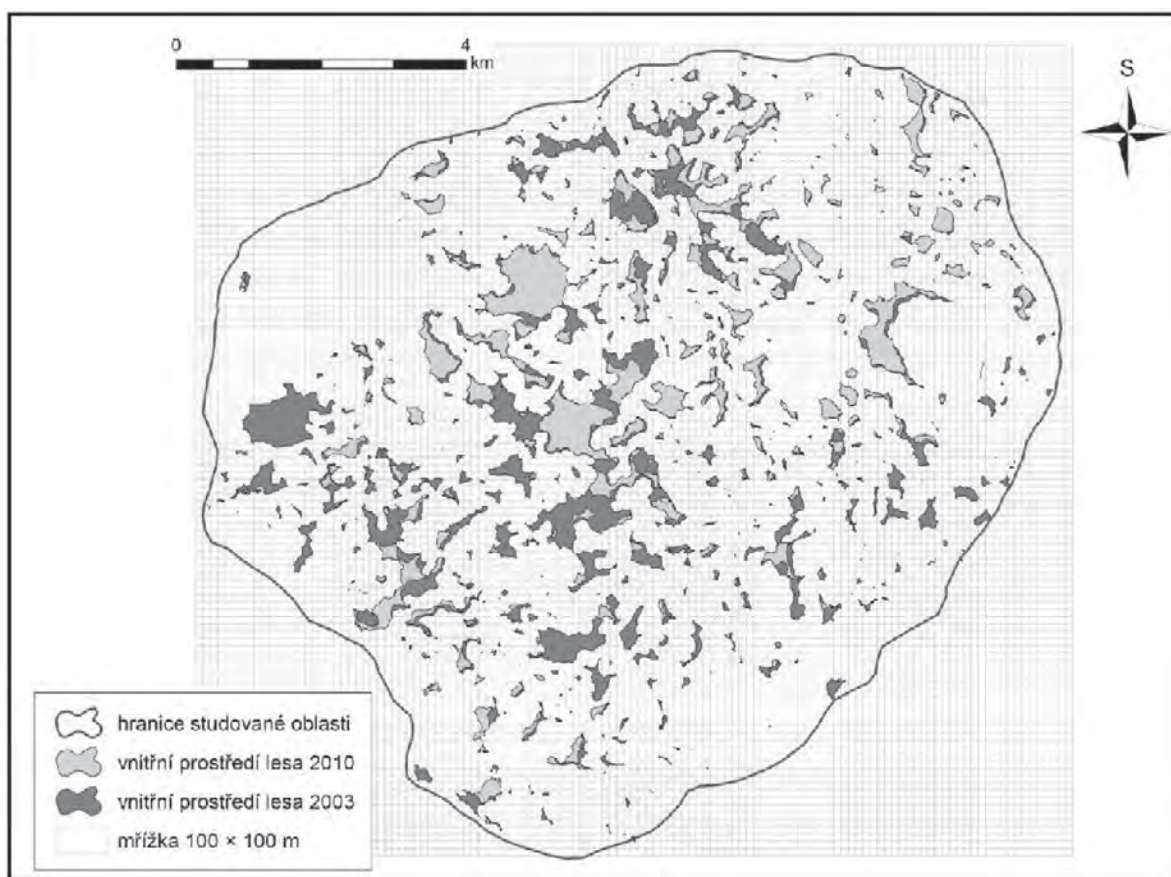 0 4
km
S
hranice studované oblasti
vnitřní prostředí lesa 2010
vnitřní prostředí lesa 2003
mřížka 100 × 100 m